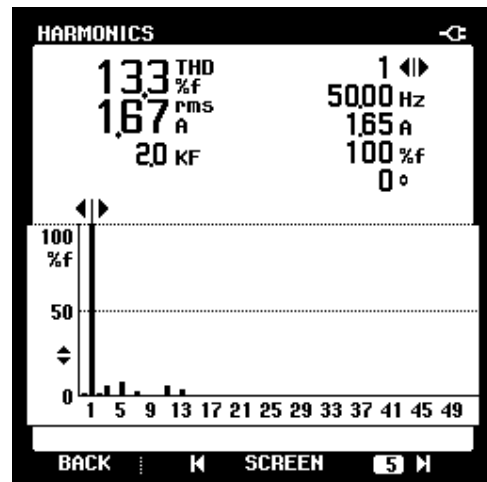 HARMONICS
13.3 THD %f
1.67 rms A
2.0 KF
1
50.00 Hz
1.65 A
100 %f
0 °
100
%f
50
0
1 5 9 13 17 21 25 29 33 37 41 45 49
BACK SCREEN 5